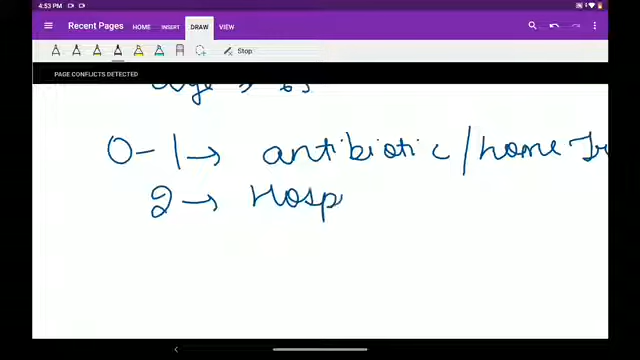 4:53 PM
Recent Pages HOME INSERT DRAW VIEW
Stop
PAGE CONFLICTS DETECTED
0-1 → antibiotic / home
2 → Hosp